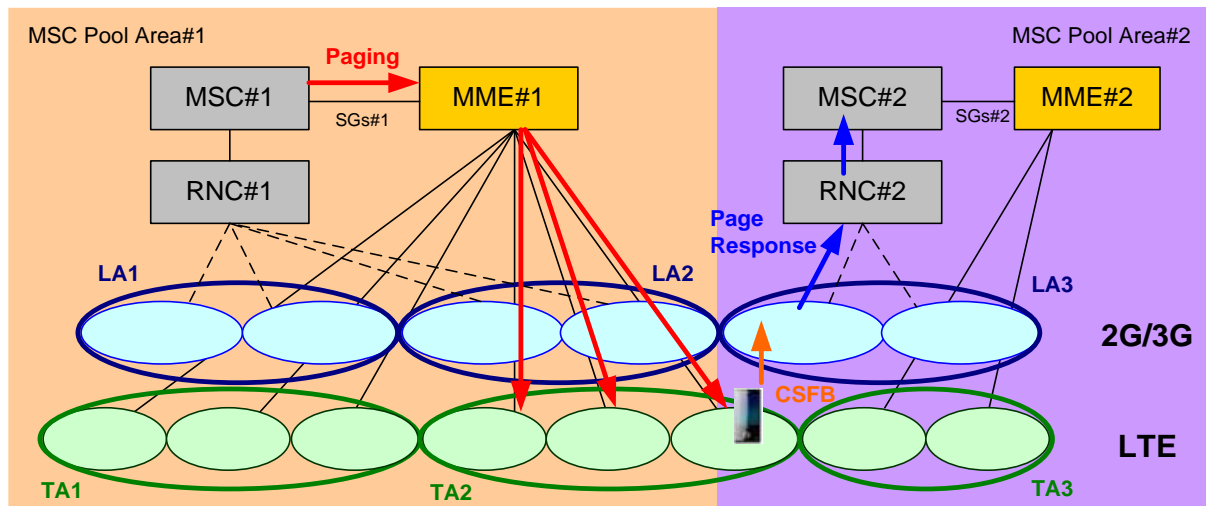 MSC Pool Area#1
MSC Pool Area#2
Paging
MSC#1
SGs#1
MME#1
MSC#2
SGs#2
MME#2
RNC#1
RNC#2
Page
Response
LA1
LA2
LA3
2G/3G
CSFB
LTE
TA1
TA2
TA3